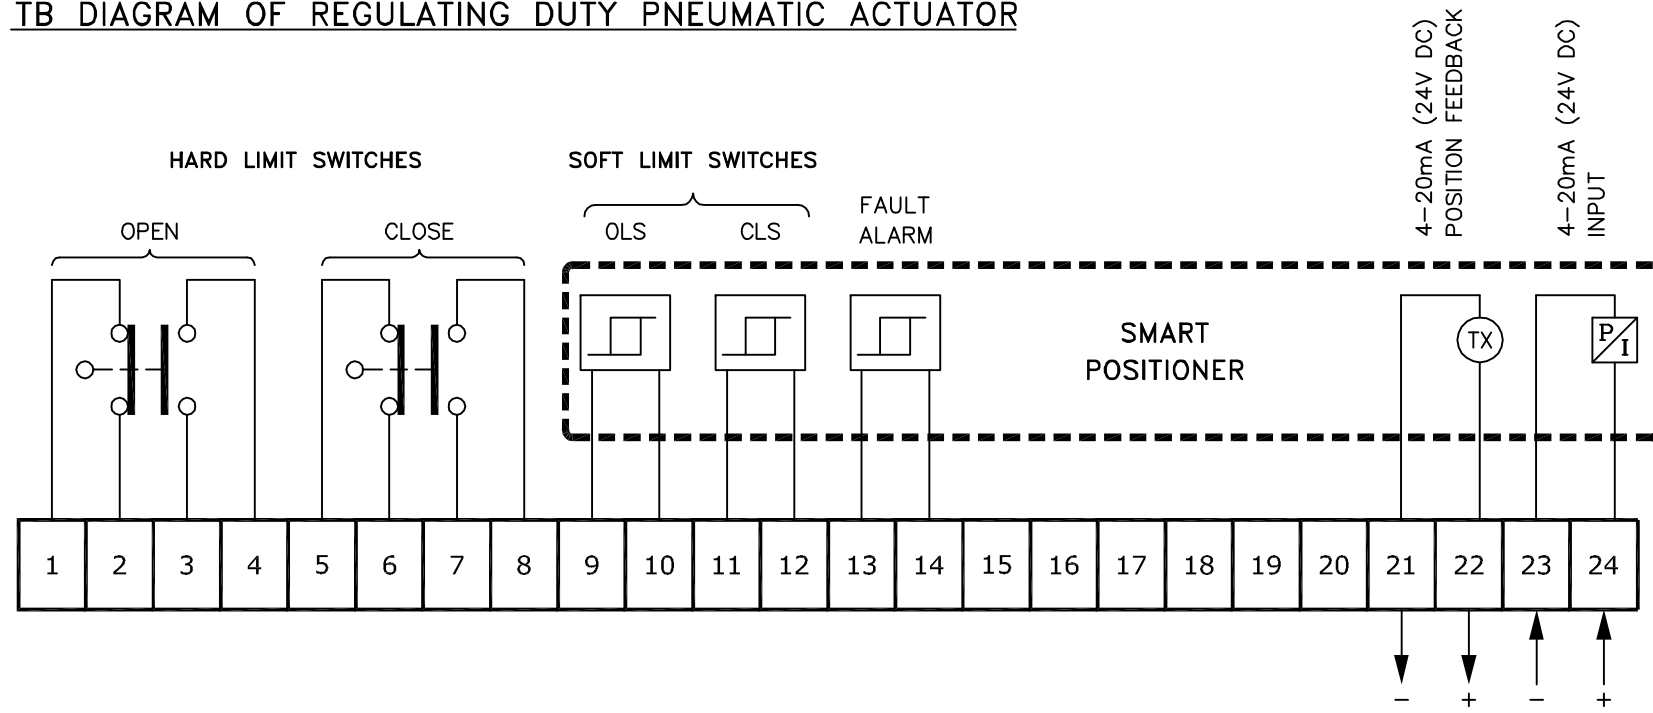 TB DIAGRAM OF REGULATING DUTY PNEUMATIC ACTUATOR
HARD LIMIT SWITCHES
SOFT LIMIT SWITCHES
OPEN
CLOSE
OLS
CLS
FAULT
ALARM
4-20mA (24V DC)
POSITION FEEDBACK
4-20mA (24V DC)
INPUT
SMART
POSITIONER
TX
P/I
1 2 3 4 5 6 7 8 9 10 11 12 13 14 15 16 17 18 19 20 21 22 23 24
- + - +